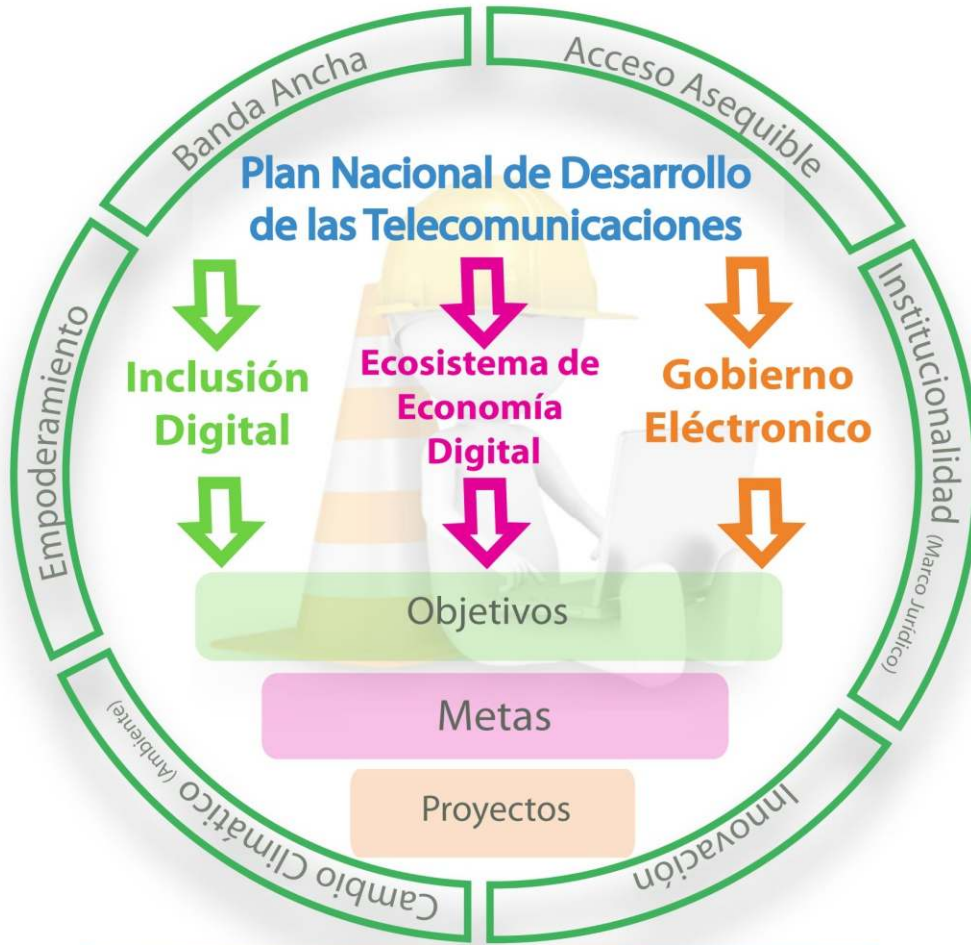 Banda Ancha
Acceso Asequible
Plan Nacional de Desarrollo
de las Telecomunicaciones
Inclusión
Digital
Ecosistema de
Economía
Digital
Gobierno
Eléctronico
Objetivos
Metas
Proyectos
Institucionalidad (Marco Jurídico)
Innovación
Cambio Climático (Ambiente)
Empoderamiento